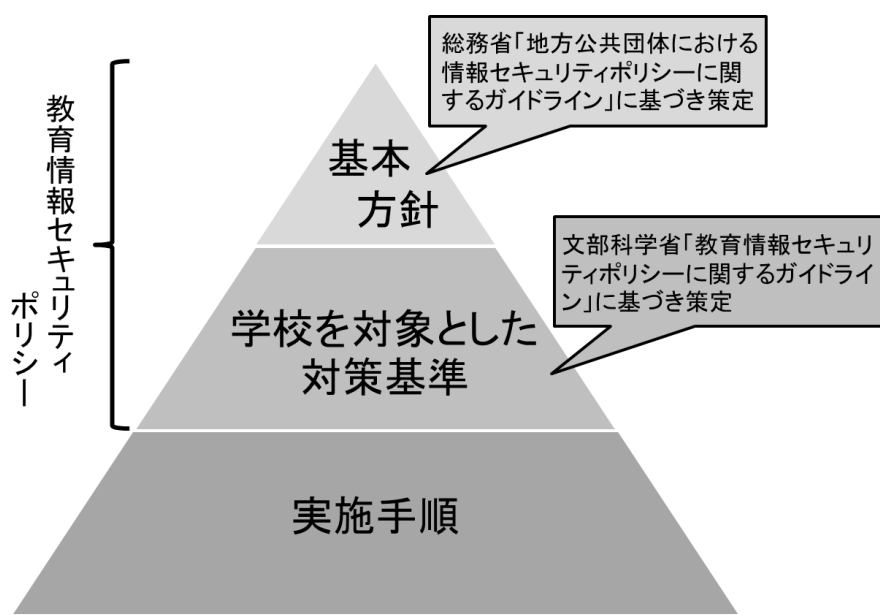 総務省「地方公共団体における
情報セキュリティポリシーに関
するガイドライン」に基づき策定
教育情報セキュリティ
ポリシー
基本
方針
文部科学省「教育情報セキュリ
ティポリシーに関するガイドライ
ン」に基づき策定
学校を対象とした
対策基準
実施手順